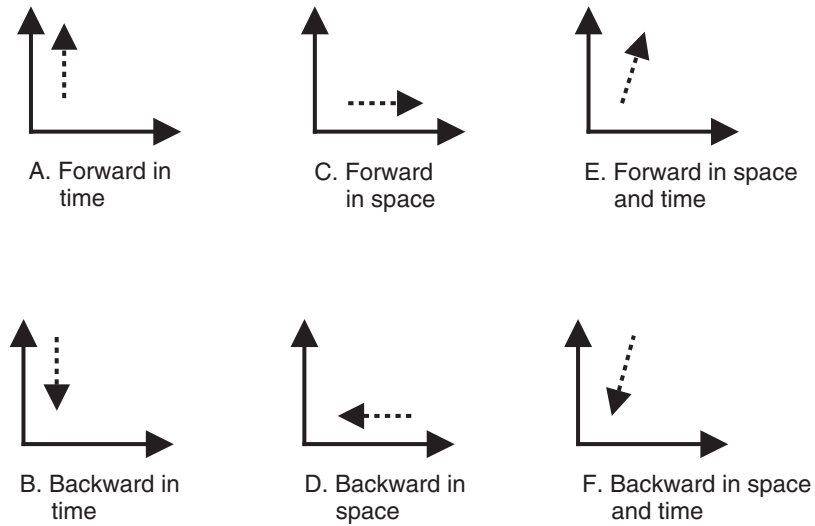 A. Forward in
time
C. Forward
in space
E. Forward in space
and time
B. Backward in
time
D. Backward in
space
F. Backward in space
and time